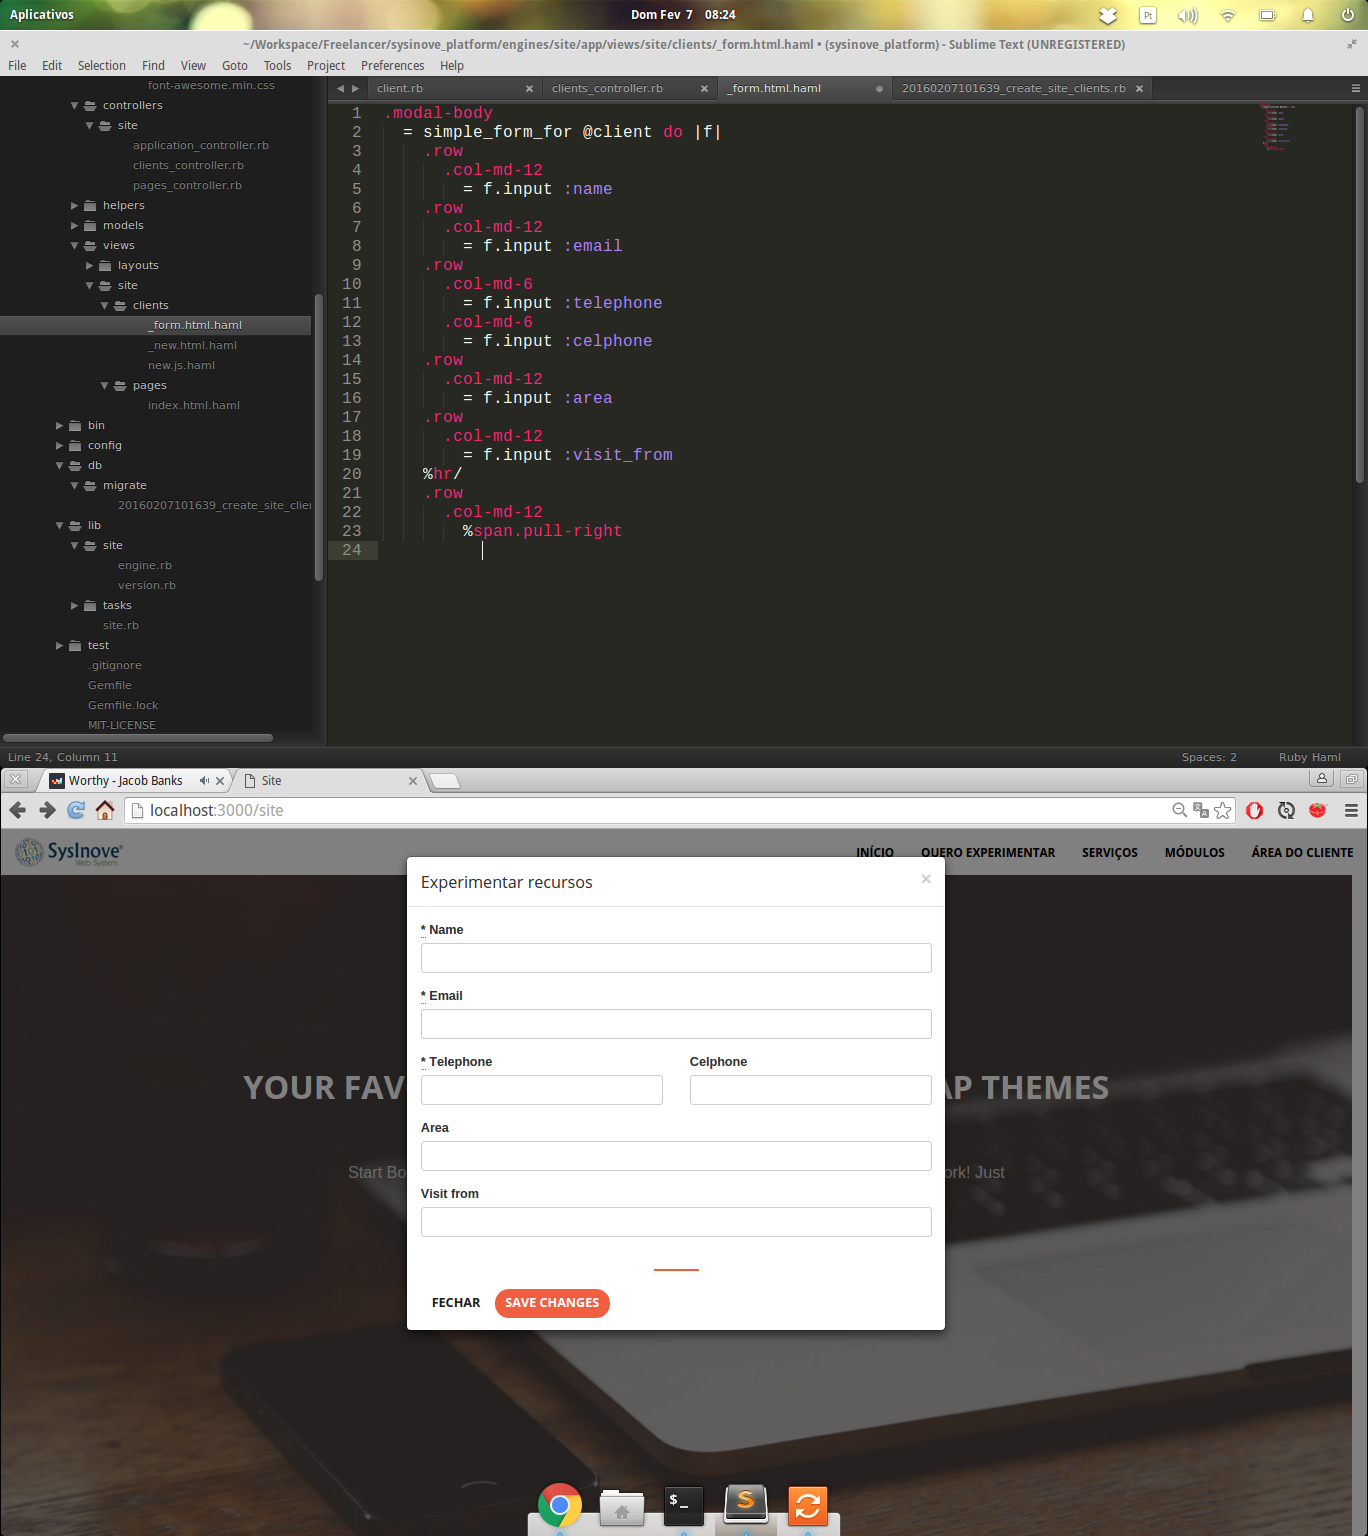 Aplicativos
Dom Fev 7 08:24
Pt
~/Workspace/Freelancer/sysinove_platform/engines/site/app/views/site/clients/_form.html.haml • (sysinove_platform) - Sublime Text (UNREGISTERED)
File Edit Selection Find View Goto Tools Project Preferences Help
font-awesome.min.css
controllers
site
application_controller.rb
clients_controller.rb
pages_controller.rb
helpers
models
views
layouts
site
clients
_form.html.haml
_new.html.haml
new.js.haml
pages
index.html.haml
bin
config
db
migrate
20160207101639_create_site_clie
lib
site
engine.rb
version.rb
tasks
site.rb
test
.gitignore
Gemfile
Gemfile.lock
MIT-LICENSE
client.rb
clients_controller.rb
_form.html.haml
20160207101639_create_site_clients.rb
1 .modal-body
2 = simple_form_for @client do |f|
3 .row
4 .col-md-12
5 = f.input :name
6 .row
7 .col-md-12
8 = f.input :email
9 .row
10 .col-md-6
11 = f.input :telephone
12 .col-md-6
13 = f.input :celphone
14 .row
15 .col-md-12
16 = f.input :area
17 .row
18 .col-md-12
19 = f.input :visit_from
20 %hr/
21 .row
22 .col-md-12
23 %span.pull-right
24
Line 24, Column 11
Spaces: 2
Ruby Haml
Worthy - Jacob Banks
Site
localhost:3000/site
SysInove
Web System
INÍCIO
QUERO EXPERIMENTAR
SERVIÇOS
MÓDULOS
ÁREA DO CLIENTE
Experimentar recursos
×
* Name
* Email
* Telephone
Celphone
Area
Visit from
FECHAR
SAVE CHANGES
YOUR FAV
AP THEMES
Start Bo
ork! Just
$_
S